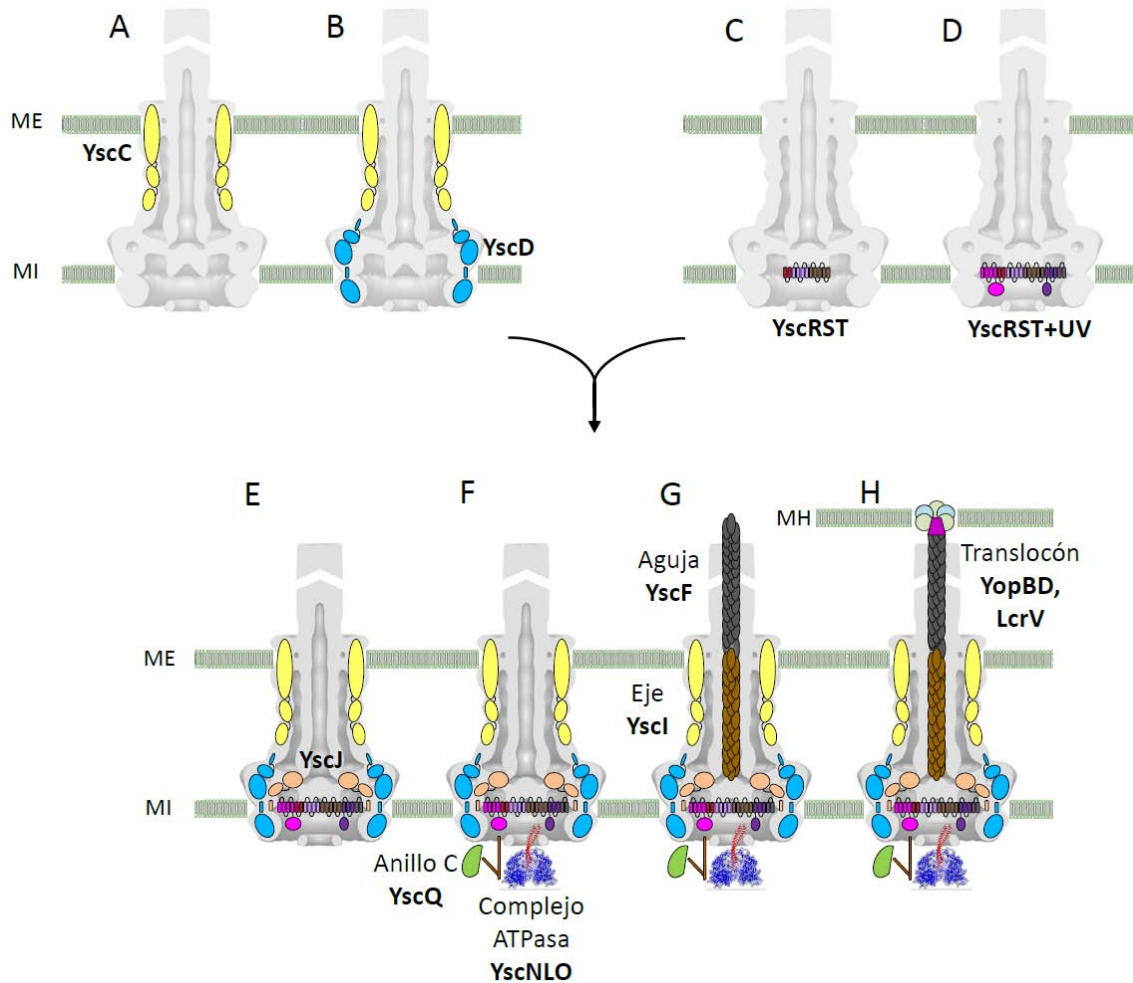 A
B
C
D
ME
YscC
YscD
MI
YscRST
YscRST+UV
E
F
G
H
MH
Aguja
YscF
Translocón
YopBD,
LcrV
ME
Eje
YscI
YscJ
MI
Anillo C
YscQ
Complejo
ATPasa
YscNLO